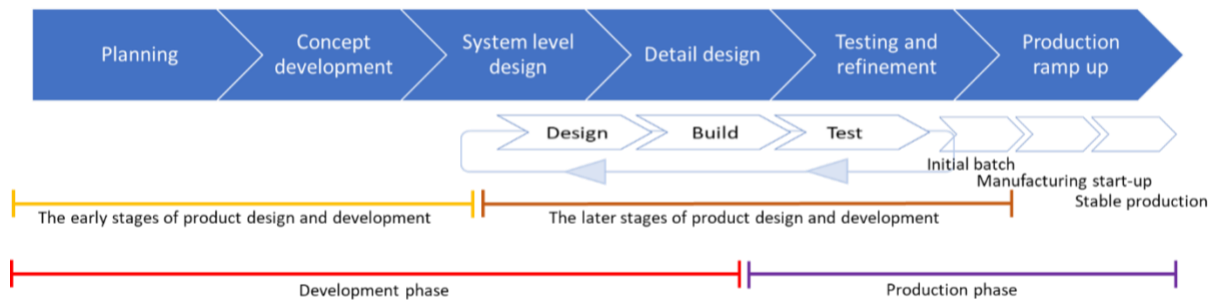 Planning
Concept
development
System level
design
Detail design
Testing and
refinement
Production
ramp up
Design
Build
Test
Initial batch
Manufacturing start-up
Stable production
The early stages of product design and development
The later stages of product design and development
Development phase
Production phase